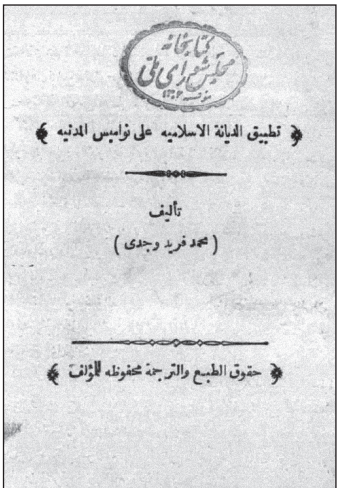 کتابخانه
مجلس شورای ملی
تطبيق الديانة الاسلاميه على نواميس المدنيه
تأليف
( محمد فريد وجدى )
حقوق الطبع والترجمة محفوظه للمؤلف